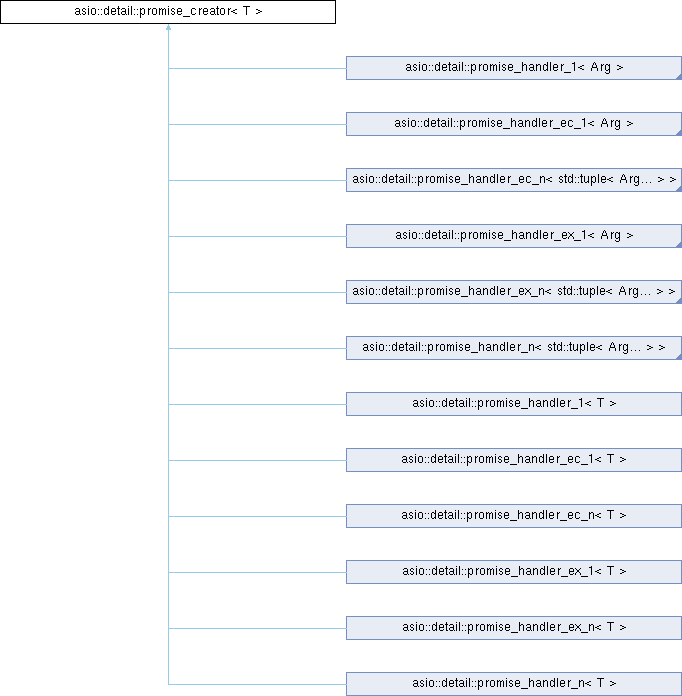 asio::detail::promise_creator< T >
asio::detail::promise_handler_1< Arg >
asio::detail::promise_handler_ec_1< Arg >
asio::detail::promise_handler_ec_n< std::tuple< Arg... > >
asio::detail::promise_handler_ex_1< Arg >
asio::detail::promise_handler_ex_n< std::tuple< Arg... > >
asio::detail::promise_handler_n< std::tuple< Arg... > >
asio::detail::promise_handler_1< T >
asio::detail::promise_handler_ec_1< T >
asio::detail::promise_handler_ec_n< T >
asio::detail::promise_handler_ex_1< T >
asio::detail::promise_handler_ex_n< T >
asio::detail::promise_handler_n< T >